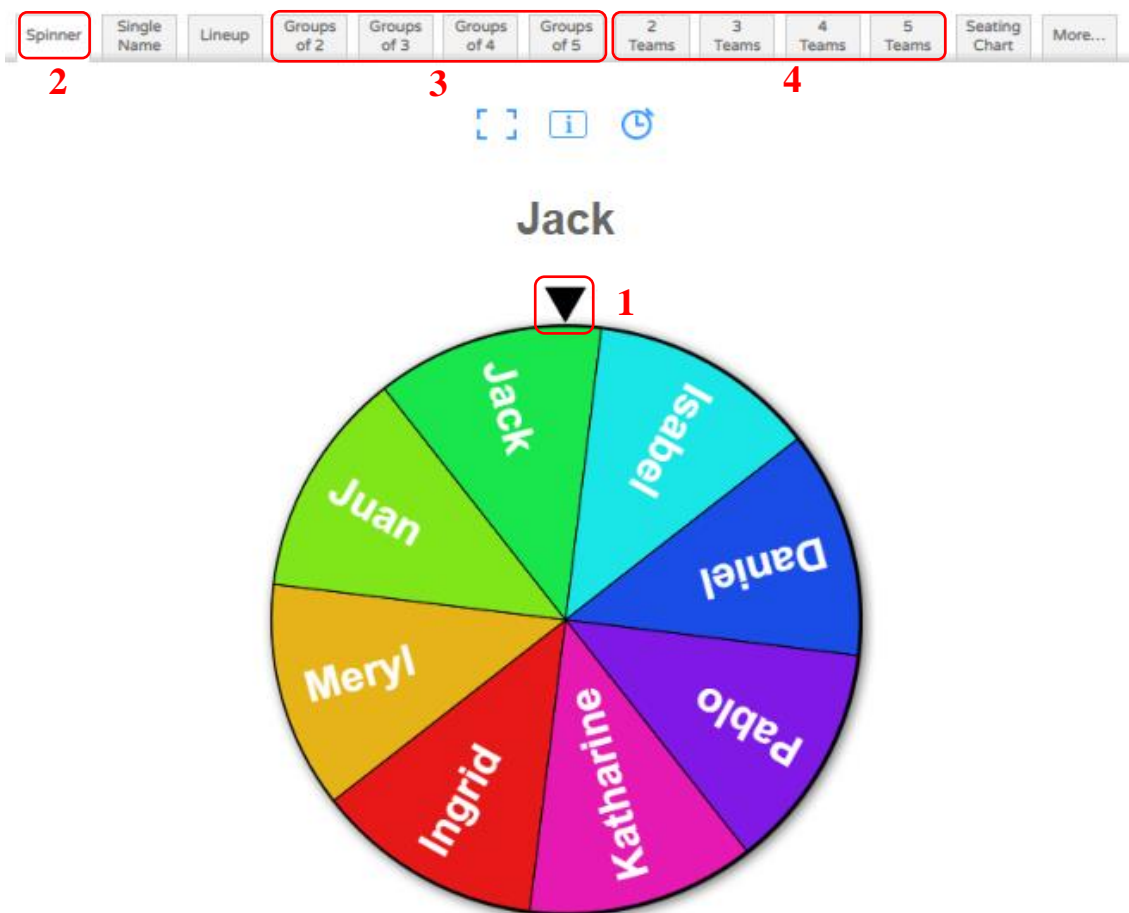 Spinner
Single
Name
Lineup
Groups
of 2
Groups
of 3
Groups
of 4
Groups
of 5
2
Teams
3
Teams
4
Teams
5
Teams
Seating
Chart
More...
2
3
4
i
Jack
1
Jack
Isabel
Daniel
Pablo
Katharine
Ingrid
Meryl
Juan